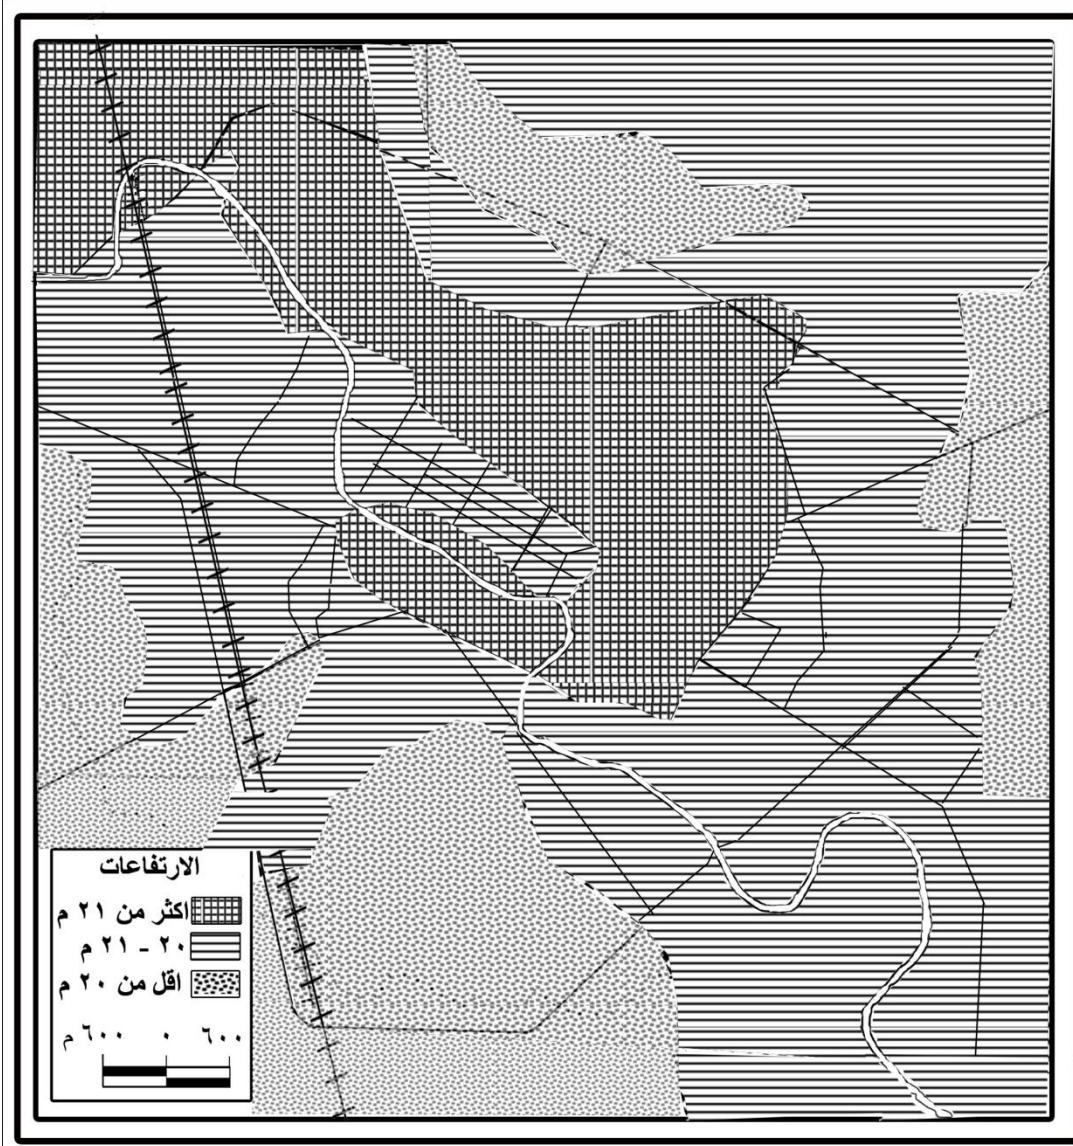 الارتفاعات
اكثر من ٢١ م
٢٠ - ٢١ م
اقل من ٢٠ م
٦٠٠ ٠ ٦٠٠ م